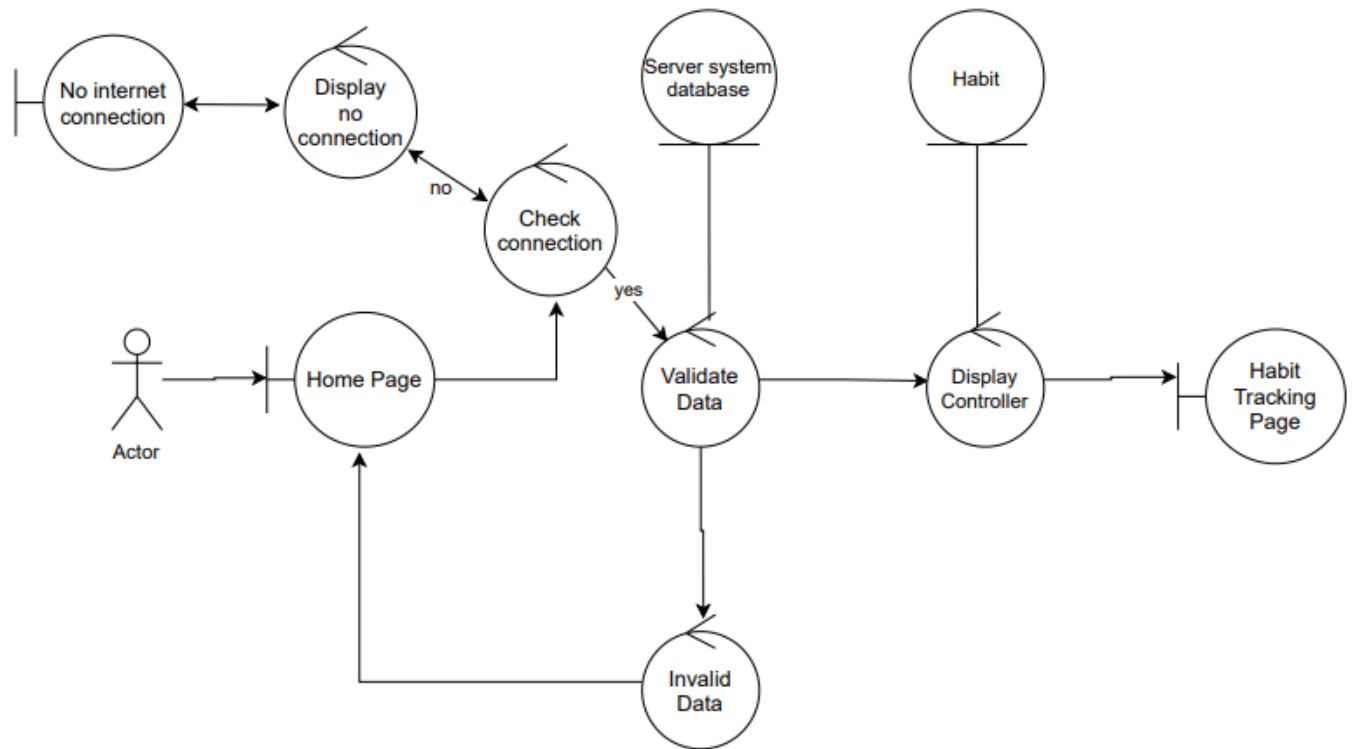 No internet
connection
Display
no
connection
no
Check
connection
yes
Server system
database
Habit
Actor
Home Page
Validate
Data
Display
Controller
Habit
Tracking
Page
Invalid
Data